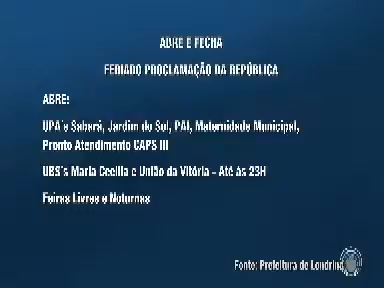 ABRE E FECHA
FERIADO PROCLAMAÇÃO DA REPÚBLICA
ABRE:
UPA's Sabará, Jardim do Sol, PAI, Maternidade Municipal,
Pronto Atendimento CAPS III
UBS's Maria Cecília e União da Vitória - Até às 23H
Feiras Livres e Noturnas
Fonte: Prefeitura de Londrina